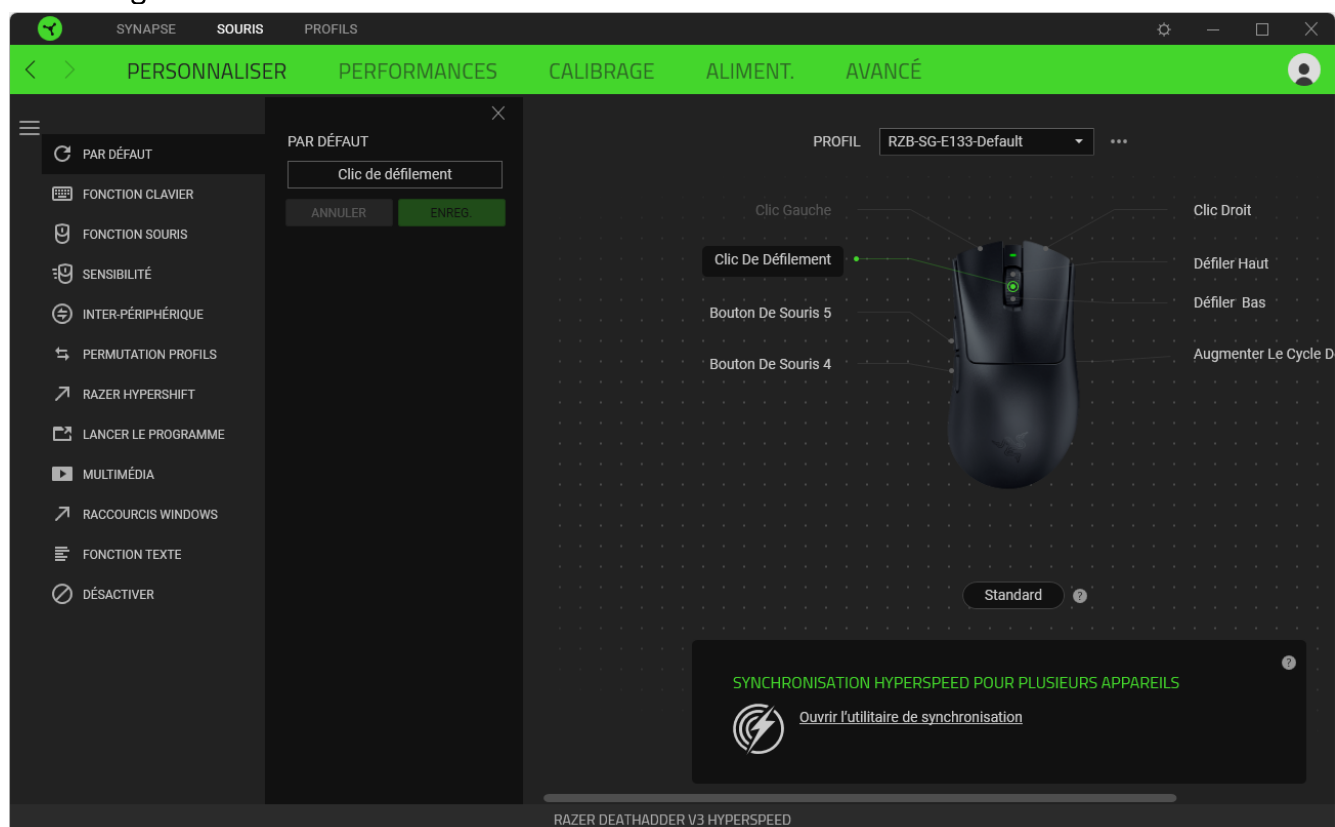 SYNAPSE SOURIS PROFILS
PERSONNALISER PERFORMANCES CALIBRAGE ALIMENT. AVANCÉ
PAR DÉFAUT
FONCTION CLAVIER
FONCTION SOURIS
SENSIBILITÉ
INTER-PÉRIPHÉRIQUE
PERMUTATION PROFILS
RAZER HYPERSHIFT
LANCER LE PROGRAMME
MULTIMÉDIA
RACCOURCIS WINDOWS
FONCTION TEXTE
DÉSACTIVER
PAR DÉFAUT
Clic de défilement
ANNULER ENREG.
PROFIL RZB-SG-E133-Default
Clic Gauche
Clic De Défilement
Bouton De Souris 5
Bouton De Souris 4
Clic Droit
Défiler Haut
Défiler Bas
Augmenter Le Cycle D
Standard
SYNCHRONISATION HYPERSPEED POUR PLUSIEURS APPAREILS
Ouvrir l'utilitaire de synchronisation
RAZER DEATHADDER V3 HYPERSPEED